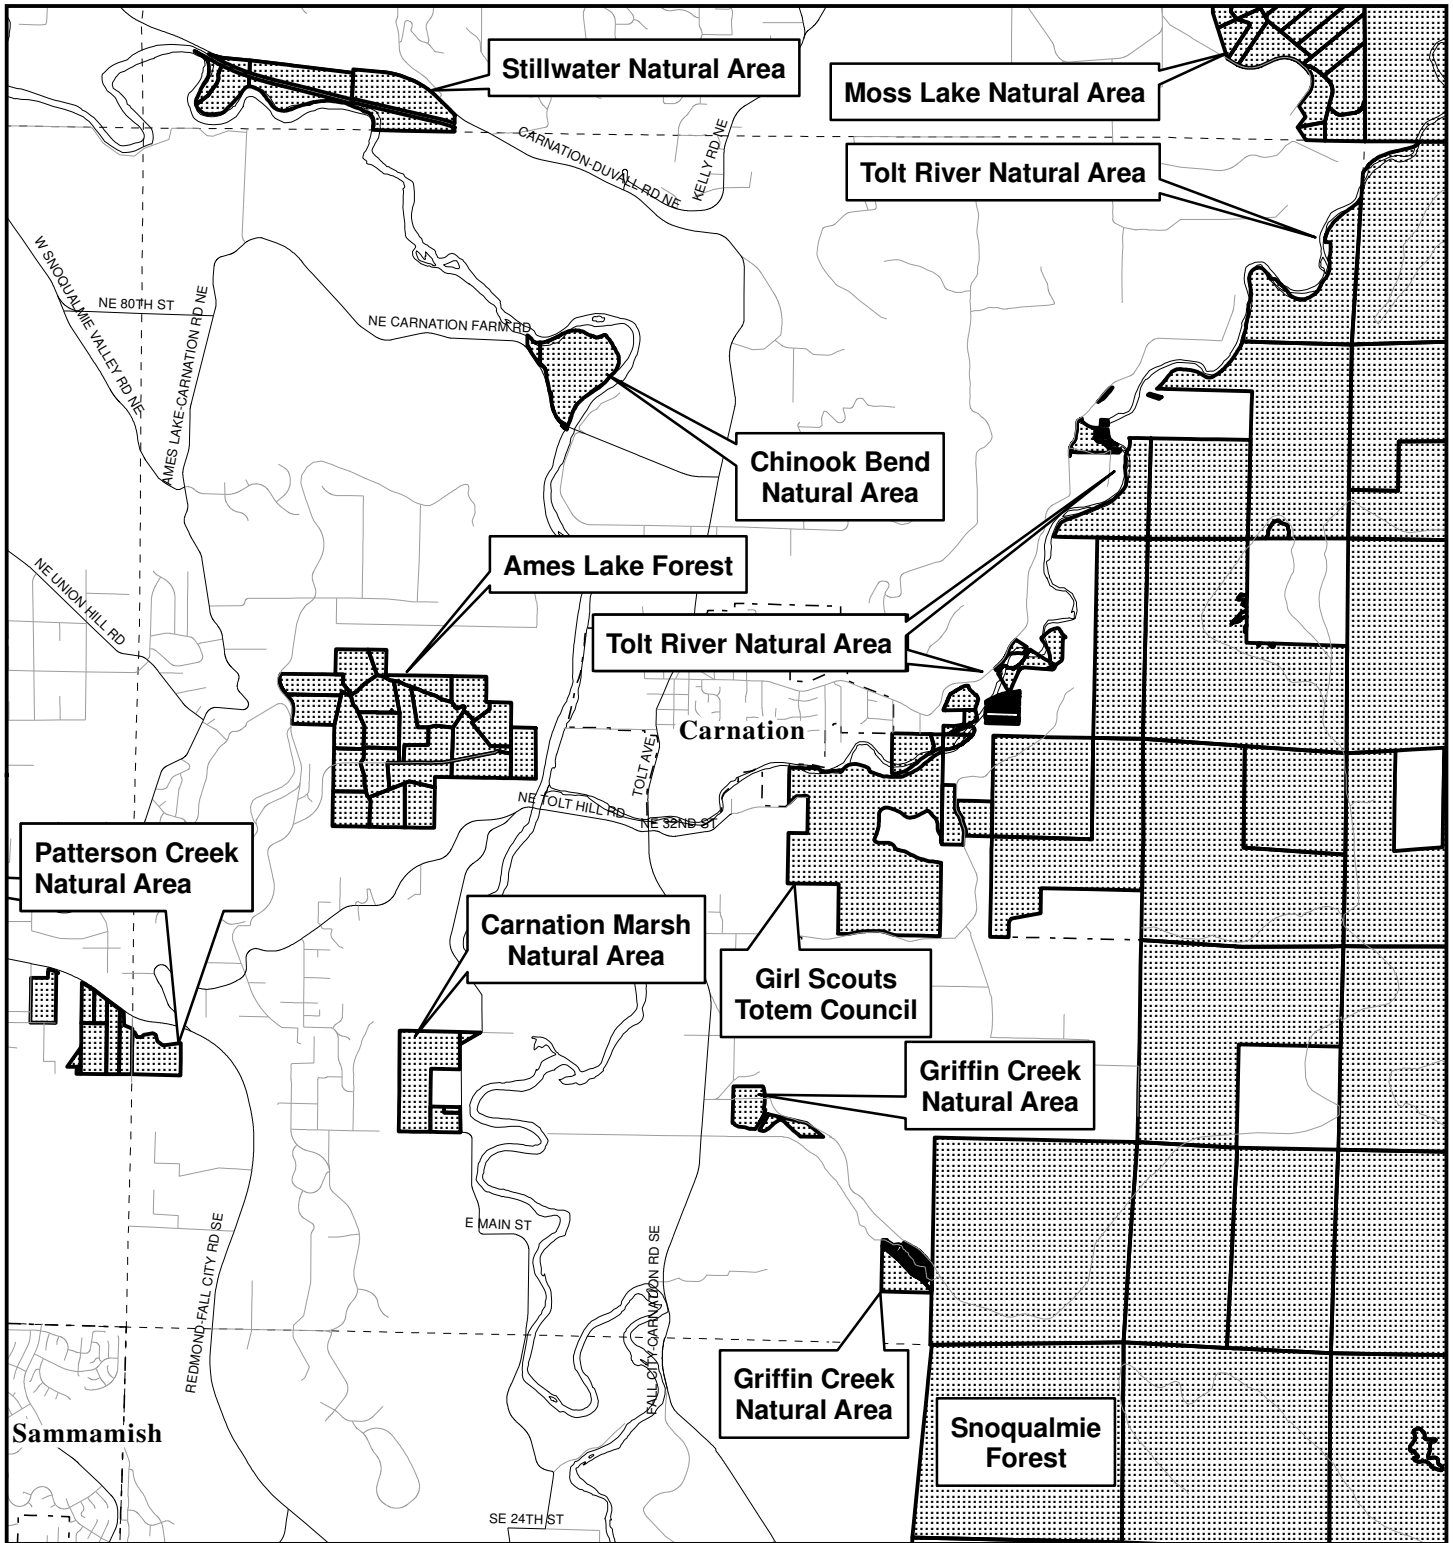 Stillwater Natural Area
Moss Lake Natural Area
CARNATION-DUVALL RD NE
KELLY RD NE
Tolt River Natural Area
W SNOQUALMIE VALLEY RD NE
NE 80TH ST
AMES LAKE-CARNATION RD NE
NE CARNATION FARM RD
Chinook Bend
Natural Area
Ames Lake Forest
NE UNION HILL RD
Tolt River Natural Area
Carnation
TOLT AVE
NE TOLT HILL RD
NE 32ND ST
Patterson Creek
Natural Area
Carnation Marsh
Natural Area
Girl Scouts
Totem Council
Griffin Creek
Natural Area
E MAIN ST
REDMOND-FALL CITY RD SE
FALL CITY-CARNATION RD SE
Griffin Creek
Natural Area
Snoqualmie
Forest
Sammamish
SE 24TH ST